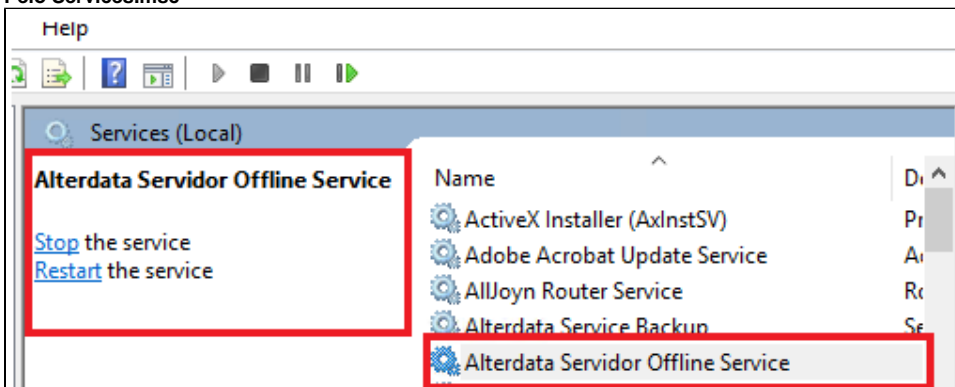 Help
Services (Local)
Alterdata Servidor Offline Service
Stop the service
Restart the service
Name
ActiveX Installer (AxInstSV)
Adobe Acrobat Update Service
AllJoyn Router Service
Alterdata Service Backup
Alterdata Servidor Offline Service